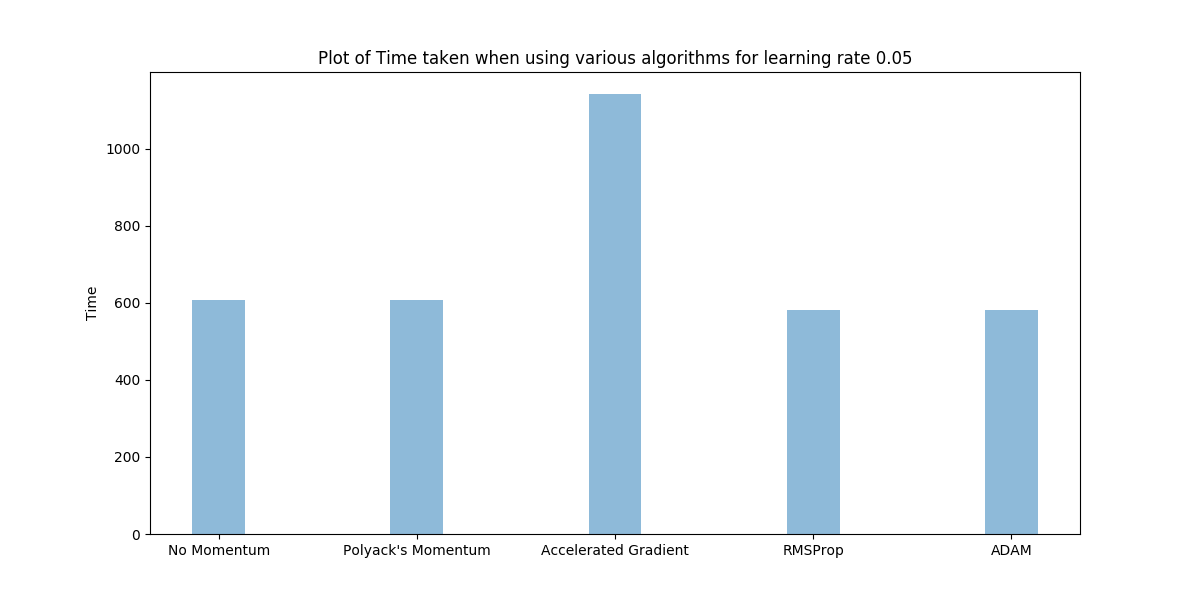 Plot of Time taken when using various algorithms for learning rate 0.05
1000
800
600
400
200
0
Time
No Momentum
Polyack's Momentum
Accelerated Gradient
RMSProp
ADAM